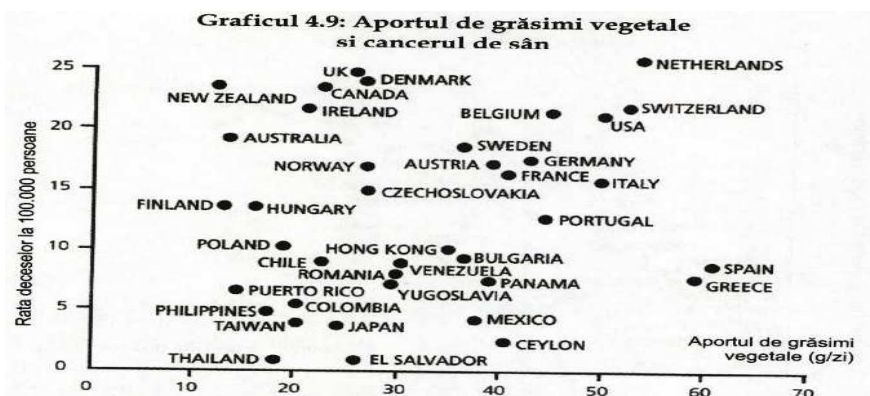 Graficul 4.9: Aportul de grăsimi vegetale
si cancerul de sân
Rata deceselor la 100.000 persoane
25
20
15
10
5
0
UK
NETHERLANDS
DENMARK
CANADA
NEW ZEALAND
IRELAND
BELGIUM
SWITZERLAND
USA
AUSTRALIA
SWEDEN
NORWAY
AUSTRIA
GERMANY
FRANCE
ITALY
CZECHOSLOVAKIA
FINLAND
HUNGARY
PORTUGAL
POLAND
HONG KONG
BULGARIA
CHILE
VENEZUELA
SPAIN
ROMANIA
PANAMA
GREECE
PUERTO RICO
YUGOSLAVIA
COLOMBIA
PHILIPPINES
TAIWAN
JAPAN
MEXICO
CEYLON
Aportul de grăsimi
vegetale (g/zi)
THAILAND
EL SALVADOR
0 10 20 30 40 50 60 70